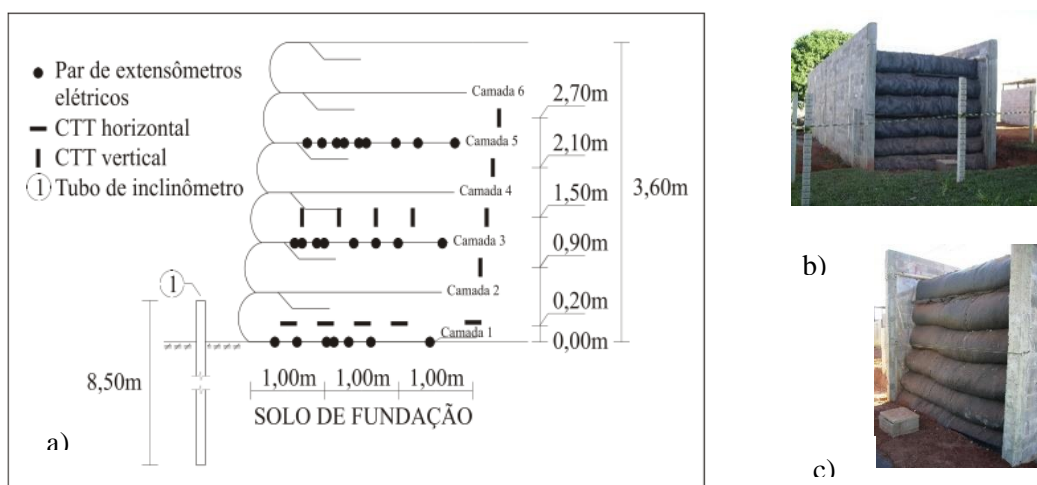 Par de extensômetros
elétricos
CTT horizontal
CTT vertical
1 Tubo de inclinômetro
Camada 6
2,70m
Camada 5
2,10m
Camada 4
1,50m
3,60m
Camada 3
0,90m
Camada 2
0,20m
Camada 1
0,00m
1
8,50m
1,00m 1,00m 1,00m
SOLO DE FUNDAÇÃO
a)
b)
c)